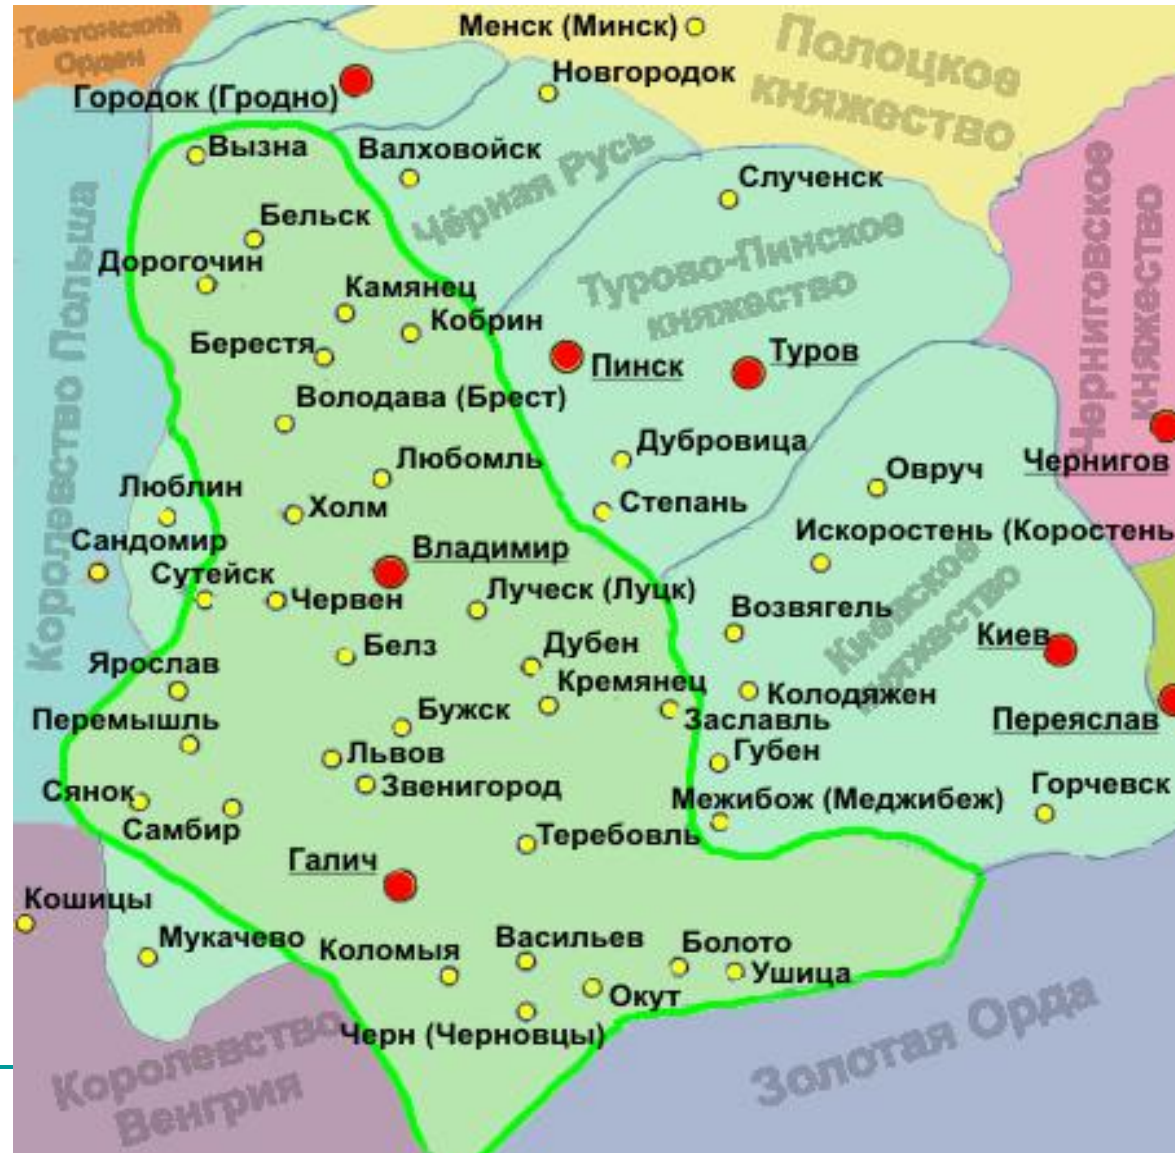 Тевтонский
Орден
Менск (Минск)
Полоцкое
княжество
Новгородок
Городок (Гродно)
Вызна
Валховойск
Чёрная Русь
Слученск
Черниговское
княжество
Королевство Польша
Бельск
Дорогочин
Турово-Пинское
княжество
Камянец
Кобрин
Берестя
Пинск
Туров
Володава (Брест)
Дубровица
Чернигов
Любомль
Овруч
Люблин
Холм
Степань
Сандомир
Искоростень (Коростень
Владимир
Сутейск
Червен
Луческ (Луцк)
Возвягель
Киевское
княжество
Киев
Белз
Дубен
Ярослав
Кремянец
Колодяжен
Перемышль
Бужск
Заславль
Переяслав
Львов
Губен
Звенигород
Сянок
Межибож (Меджибеж)
Горчевск
Самбир
Теребовль
Галич
Кошицы
Мукачево
Коломыя
Васильев
Болото
Ушица
Окут
Черн (Черновцы)
Золотая Орда
Королевство
Венгрия